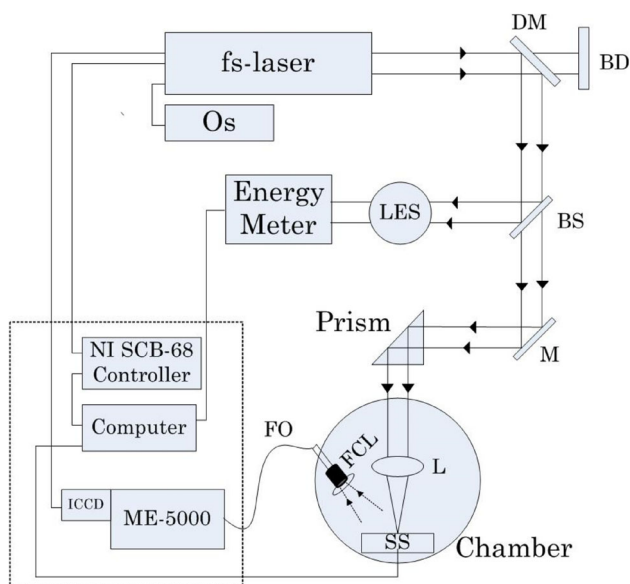 DM
fs-laser
BD
Os
Energy
Meter
LES
BS
Prism
M
NI SCB-68
Controller
Computer
FO
FCL
L
ICCD
ME-5000
SS
Chamber